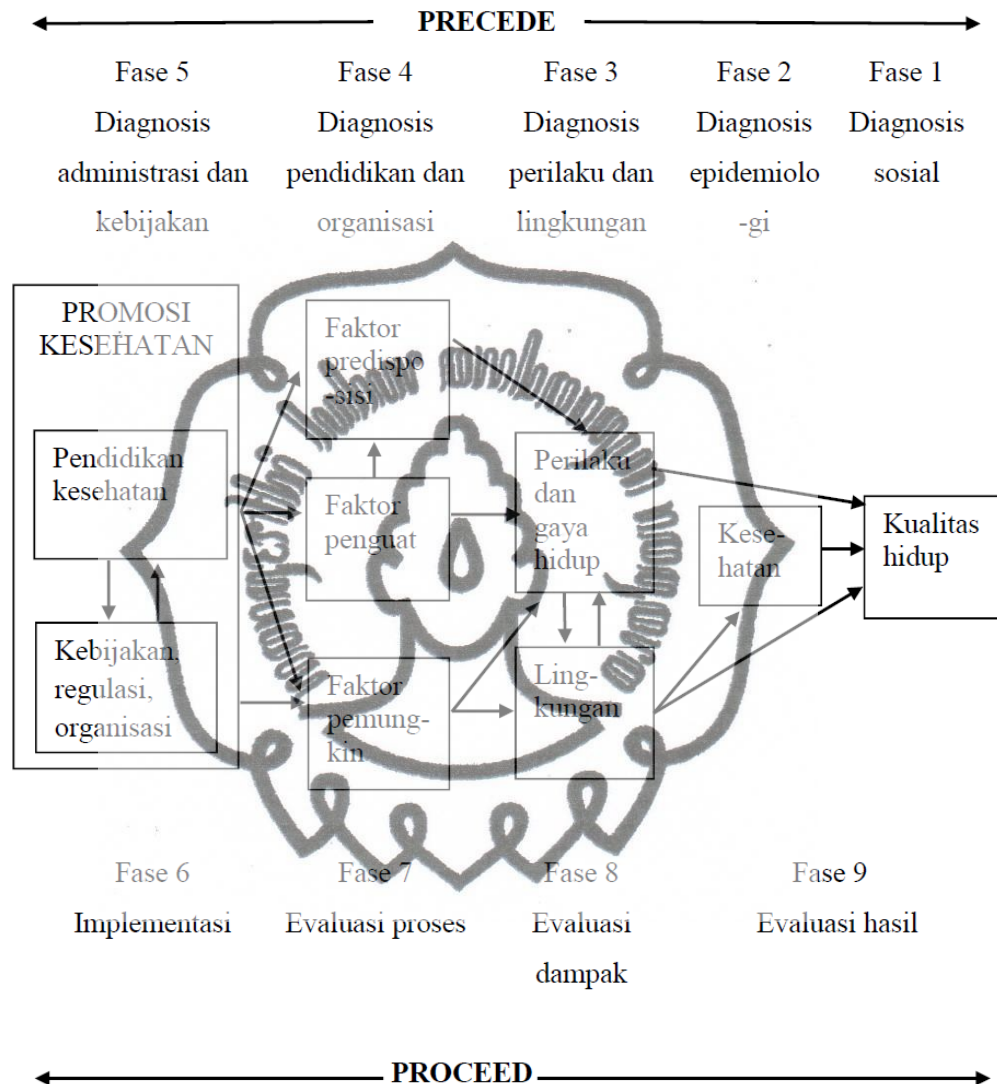 PRECEDE
Fase 5
Diagnosis
administrasi dan
kebijakan
Fase 4
Diagnosis
pendidikan dan
organisasi
Fase 3
Diagnosis
perilaku dan
lingkungan
Fase 2
Diagnosis
epidemiolo
-gi
Fase 1
Diagnosis
sosial
PROMOSI
KESEHATAN
Pendidikan
kesehatan
Kebijakan,
regulasi,
organisasi
Faktor
predispo
-sisi
Faktor
penguat
Faktor
pemung-
kin
Perilaku
dan
gaya
hidup
Ling-
kungan
Kese-
hatan
Kualitas
hidup
Fase 6
Implementasi
Fase 7
Evaluasi proses
Fase 8
Evaluasi
dampak
Fase 9
Evaluasi hasil
PROCEED